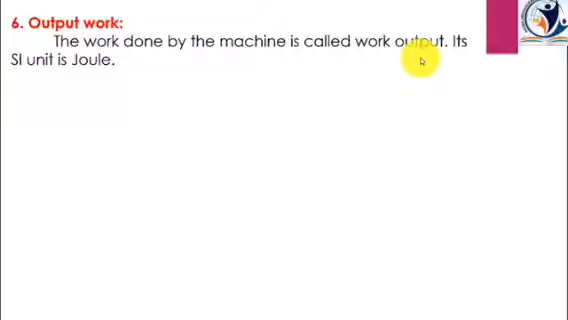 6. Output work:
The work done by the machine is called work output. Its
SI unit is Joule.